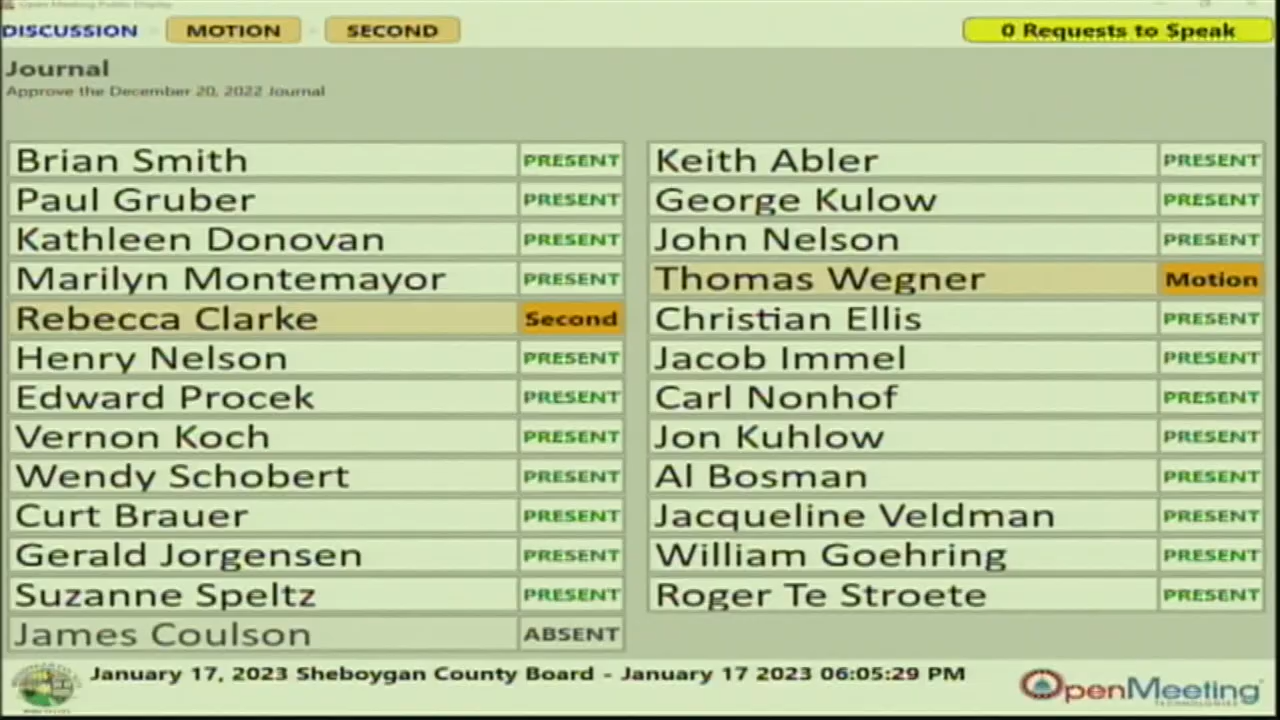 Open Meeting Public Display
DISCUSSION MOTION SECOND 0 Requests to Speak
Journal
Approve the December 20, 2022 Journal
Brian Smith PRESENT
Paul Gruber PRESENT
Kathleen Donovan PRESENT
Marilyn Montemayor PRESENT
Rebecca Clarke Second
Henry Nelson PRESENT
Edward Procek PRESENT
Vernon Koch PRESENT
Wendy Schobert PRESENT
Curt Brauer PRESENT
Gerald Jorgensen PRESENT
Suzanne Speltz PRESENT
James Coulson ABSENT
Keith Abler PRESENT
George Kulow PRESENT
John Nelson PRESENT
Thomas Wegner Motion
Christian Ellis PRESENT
Jacob Immel PRESENT
Carl Nonhof PRESENT
Jon Kuhlow PRESENT
Al Bosman PRESENT
Jacqueline Veldman PRESENT
William Goehring PRESENT
Roger Te Stroete PRESENT
January 17, 2023 Sheboygan County Board - January 17 2023 06:05:29 PM
OpenMeeting
TECHNOLOGIES